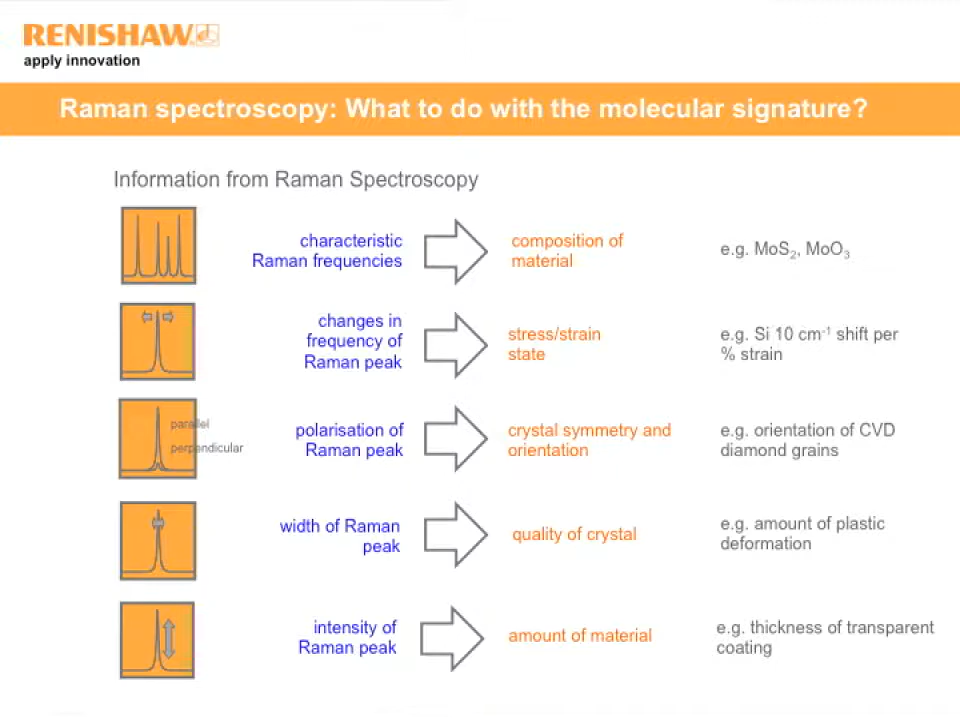 RENISHAW
apply innovation
Raman spectroscopy: What to do with the molecular signature?
Information from Raman Spectroscopy
characteristic
Raman frequencies
composition of
material
e.g. MoS₂, MoO₃
changes in
frequency of
Raman peak
stress/strain
state
e.g. Si 10 cm⁻¹ shift per
% strain
parallel
perpendicular
polarisation of
Raman peak
crystal symmetry and
orientation
e.g. orientation of CVD
diamond grains
width of Raman
peak
quality of crystal
e.g. amount of plastic
deformation
intensity of
Raman peak
amount of material
e.g. thickness of transparent
coating